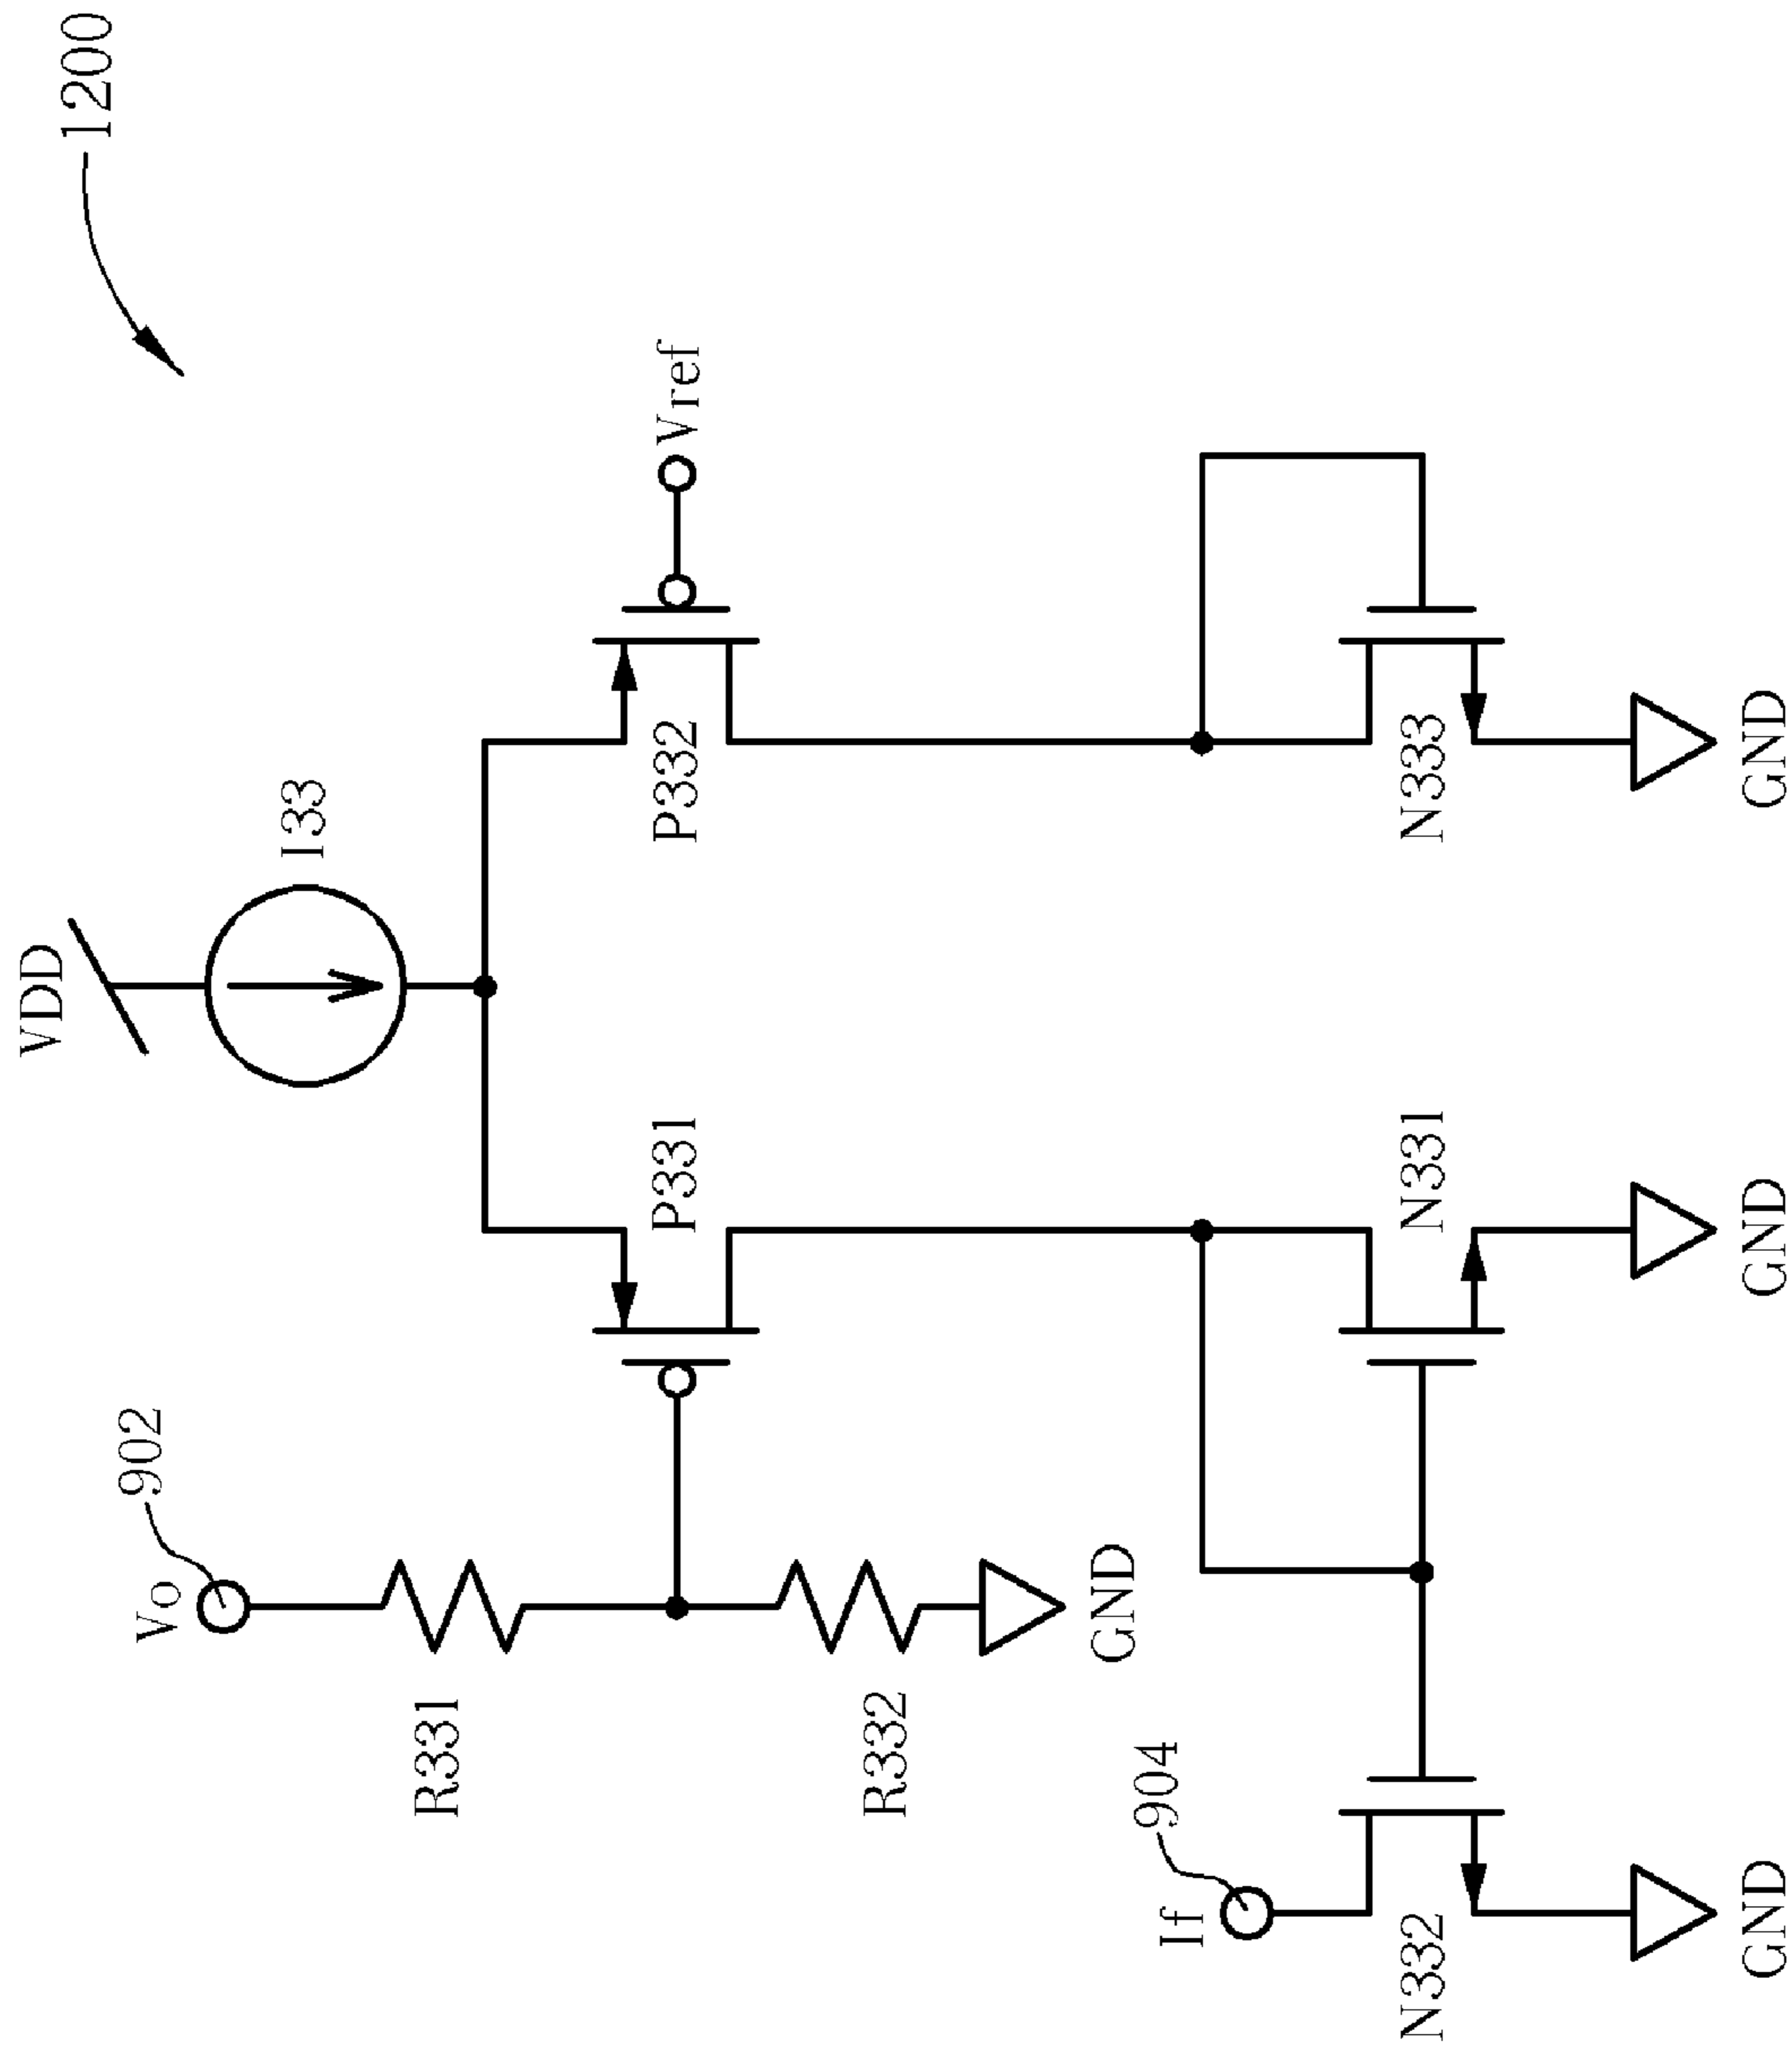 1200
VDD
I33
Vo
902
R331
R332
GND
P331
P332
Vref
If
904
N332
N331
N333
GND
GND
GND